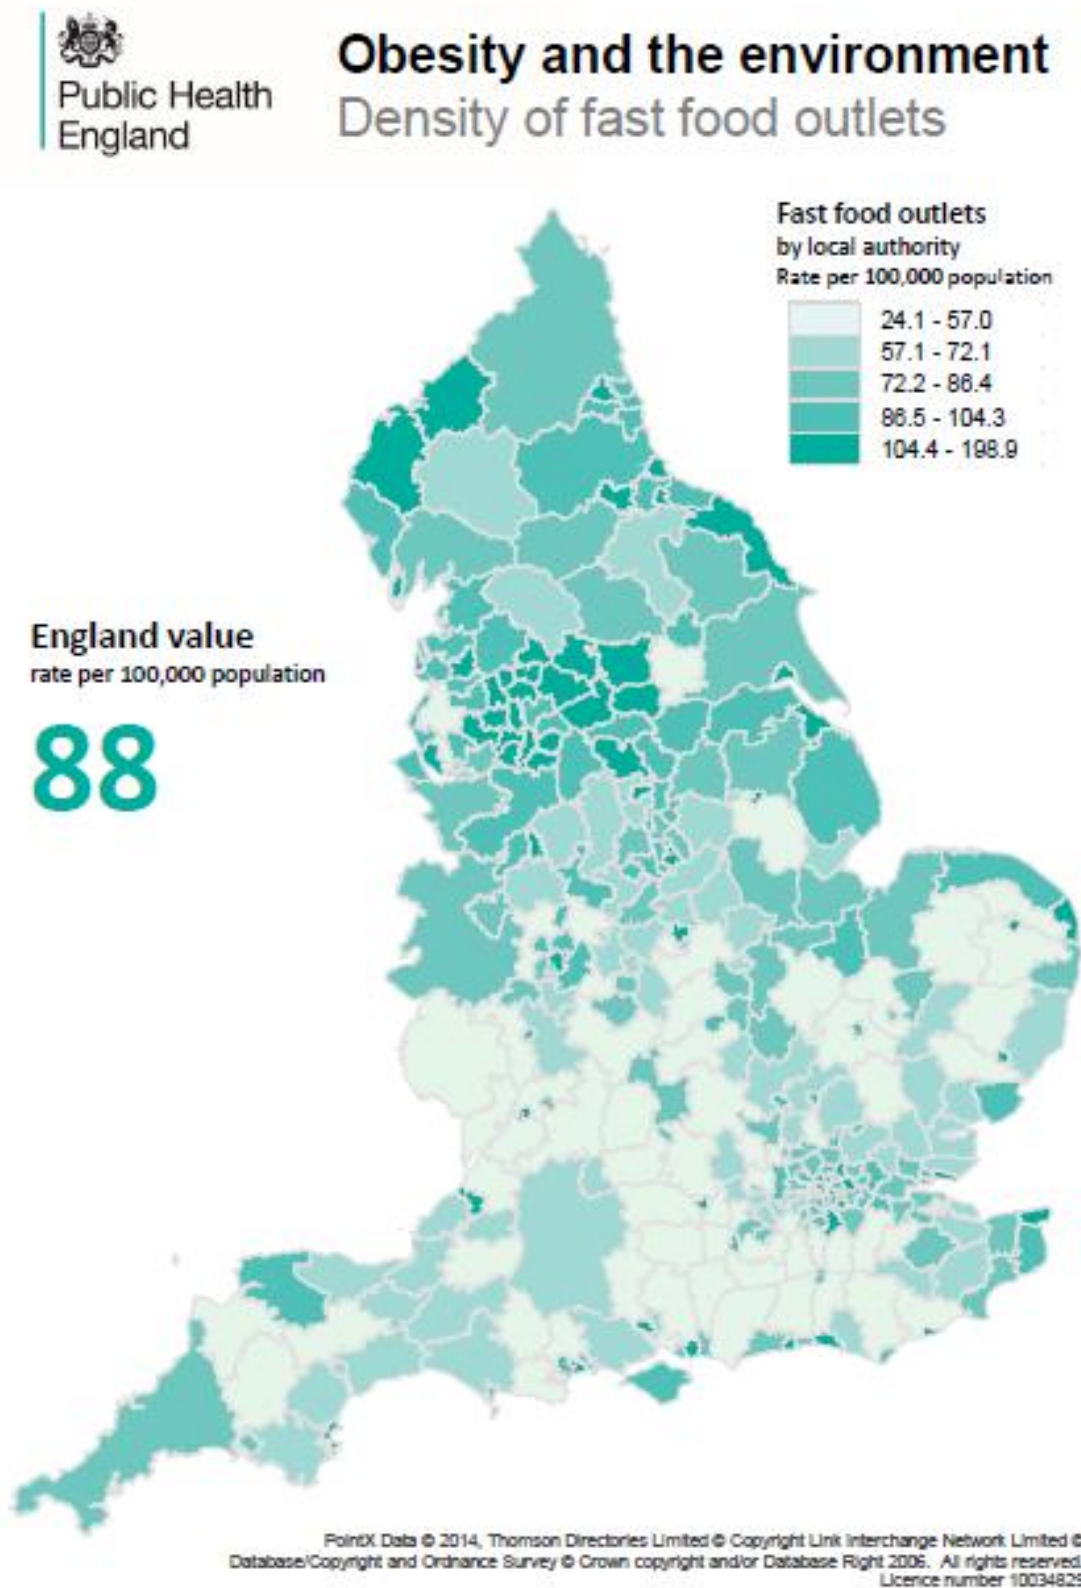 Public Health
England
Obesity and the environment
Density of fast food outlets
Fast food outlets
by local authority
Rate per 100,000 population
24.1 - 57.0
57.1 - 72.1
72.2 - 86.4
86.5 - 104.3
104.4 - 198.9
England value
rate per 100,000 population
88
PointX Data © 2014, Thomson Directories Limited © Copyright Link Interchange Network Limited ©
Database/Copyright and Ordnance Survey © Crown copyright and/or Database Right 2006. All rights reserved.
Licence number 10034829